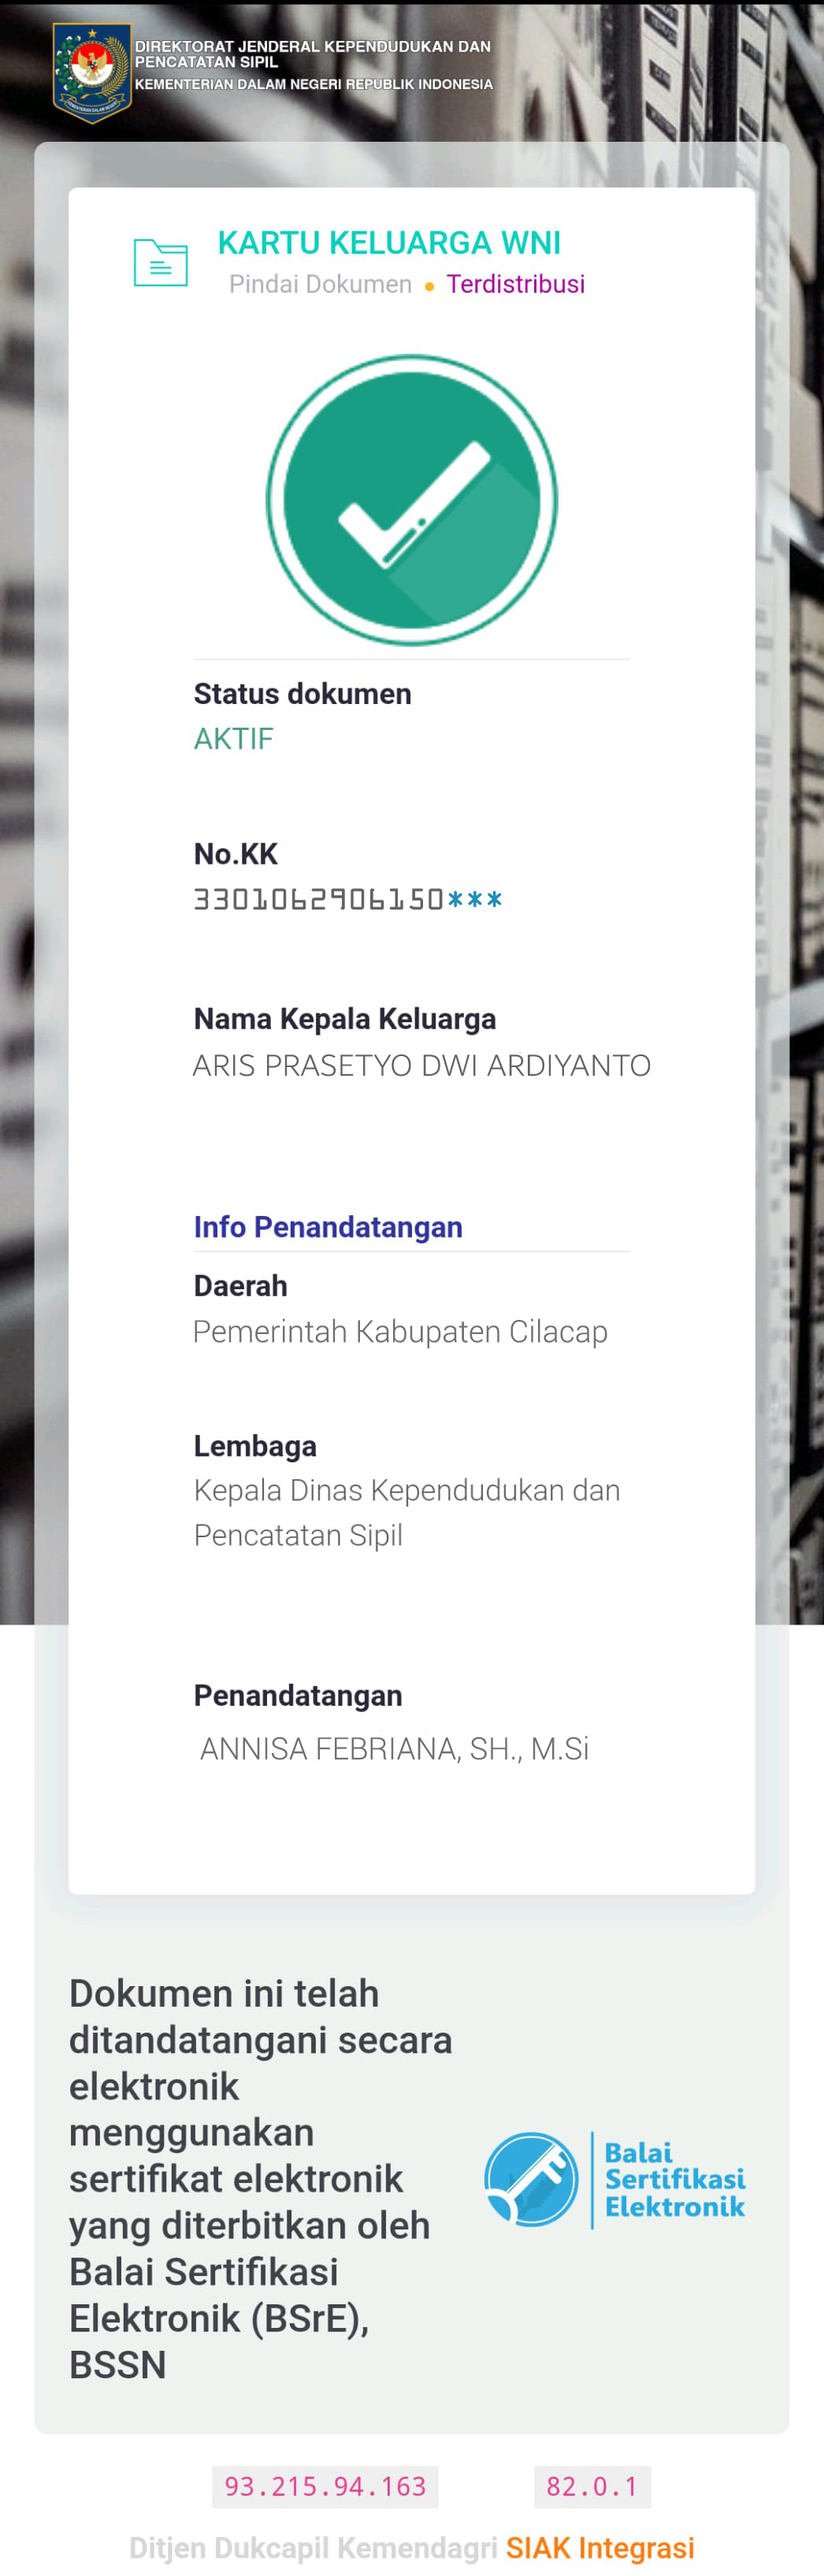 DIREKTORAT JENDERAL KEPENDUDUKAN DAN
PENCATATAN SIPIL
KEMENTERIAN DALAM NEGERI REPUBLIK INDONESIA
KARTU KELUARGA WNI
Pindai Dokumen • Terdistribusi
Status dokumen
AKTIF
No.KK
3301062906150***
Nama Kepala Keluarga
ARIS PRASETYO DWI ARDIYANTO
Info Penandatangan
Daerah
Pemerintah Kabupaten Cilacap
Lembaga
Kepala Dinas Kependudukan dan
Pencatatan Sipil
Penandatangan
ANNISA FEBRIANA, SH., M.Si
Dokumen ini telah
ditandatangani secara
elektronik
menggunakan
sertifikat elektronik
yang diterbitkan oleh
Balai Sertifikasi
Elektronik (BSrE),
BSSN
Balai
Sertifikasi
Elektronik
93.215.94.163 82.0.1
Ditjen Dukcapil Kemendagri SIAK Integrasi